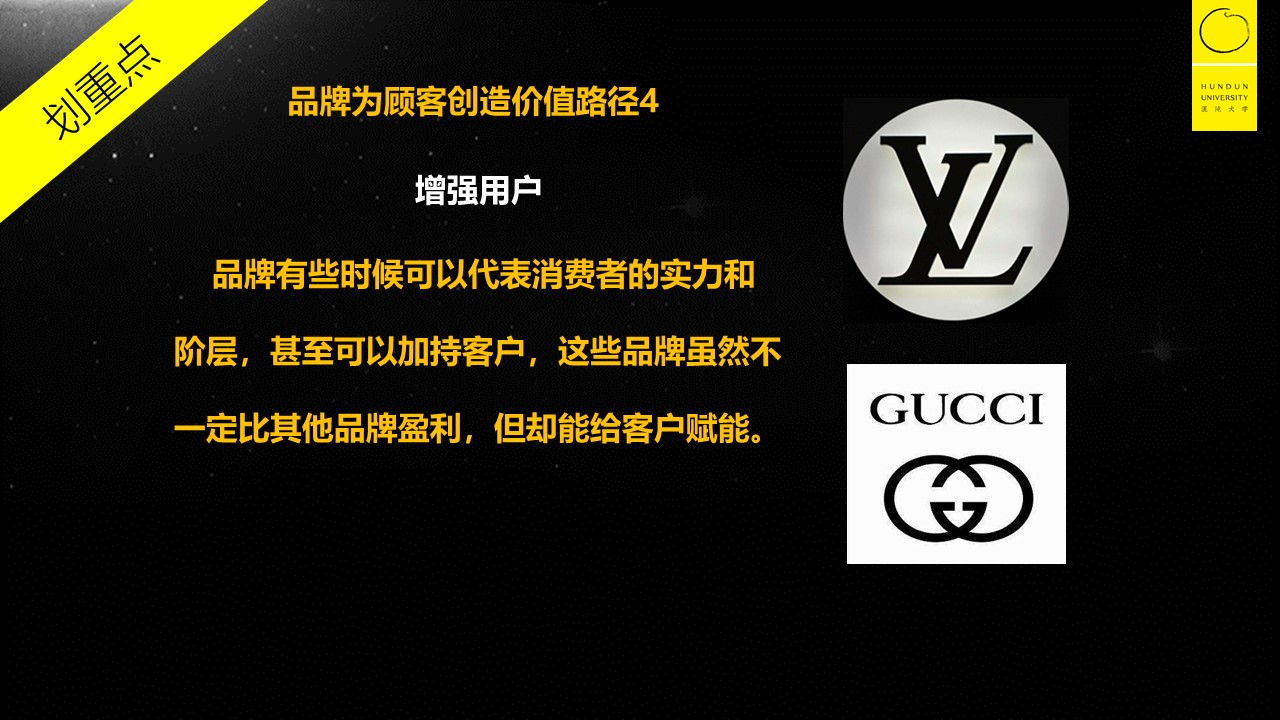 划重点
品牌为顾客创造价值路径4
增强用户
品牌有些时候可以代表消费者的实力和
阶层，甚至可以加持客户，这些品牌虽然不
一定比其他品牌盈利，但却能给客户赋能。
LV
GUCCI
HUNDUN
UNIVERSITY
混沌大学